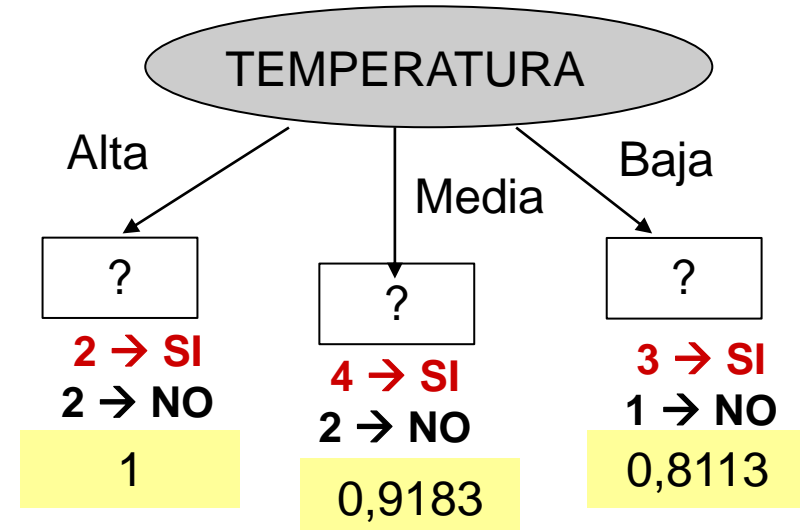 TEMPERATURA
Alta
Media
Baja
?
2 → SI
2 → NO
1
?
4 → SI
2 → NO
0,9183
?
3 → SI
1 → NO
0,8113